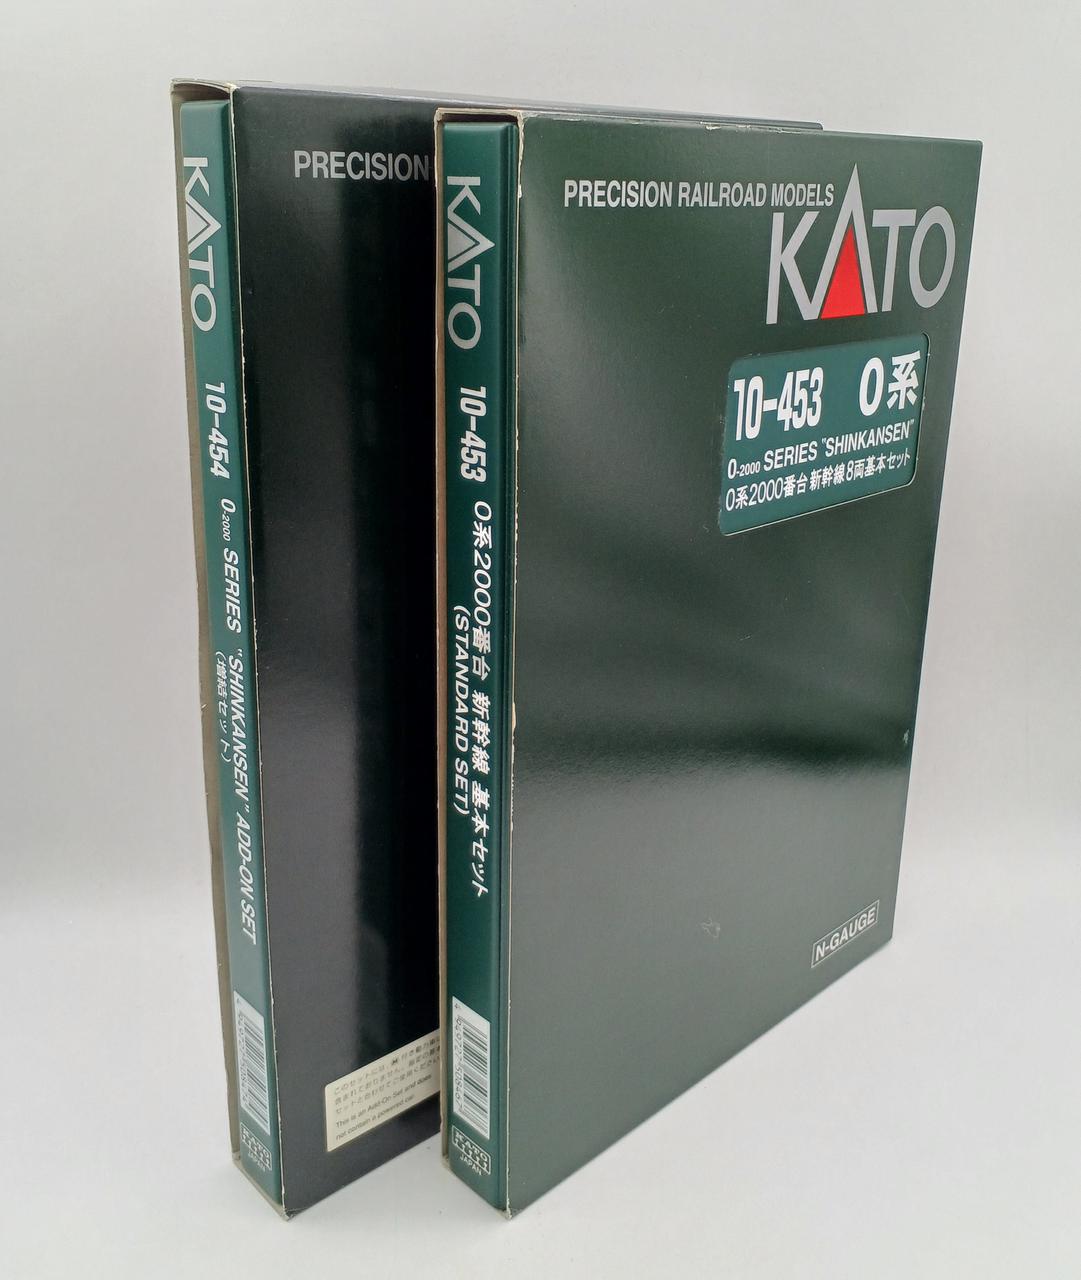 KATO
10-454
0-2000 SERIES "SHINKANSEN" ADD-ON SET
(増結セット)
KATO
JAPAN
PRECISION
This is an Add-On Set and does
not contain a powered car.
KATO
10-453
0系2000番台 新幹線 基本セット
(STANDARD SET)
KATO
JAPAN
PRECISION RAILROAD MODELS
KATO
10-453 0系
0-2000 SERIES "SHINKANSEN"
0系2000番台 新幹線8両基本セット
N-GAUGE